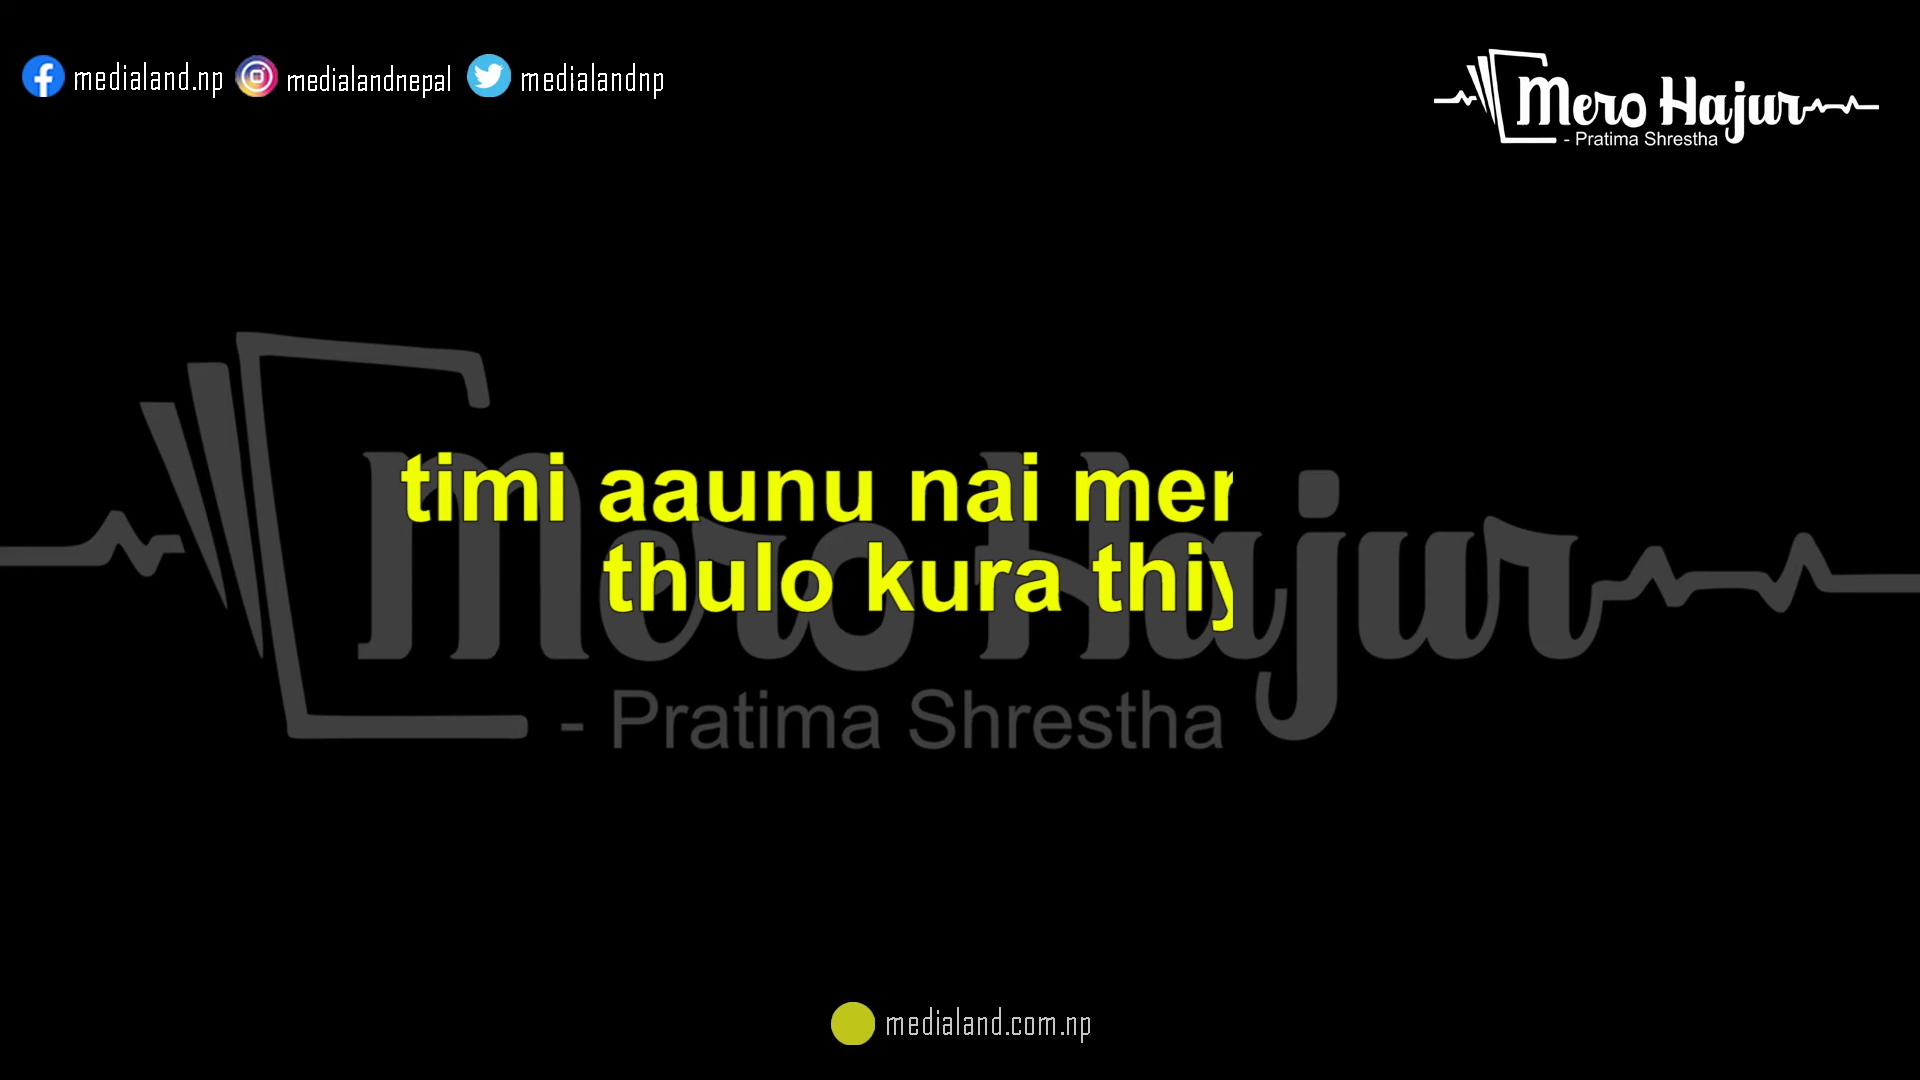 medialand.np medialandnepal medialandnp
Mero Hajur
- Pratima Shrestha
timi aaunu nai mer
thulo kura thiy
Mero Hajur
- Pratima Shrestha
medialand.com.np